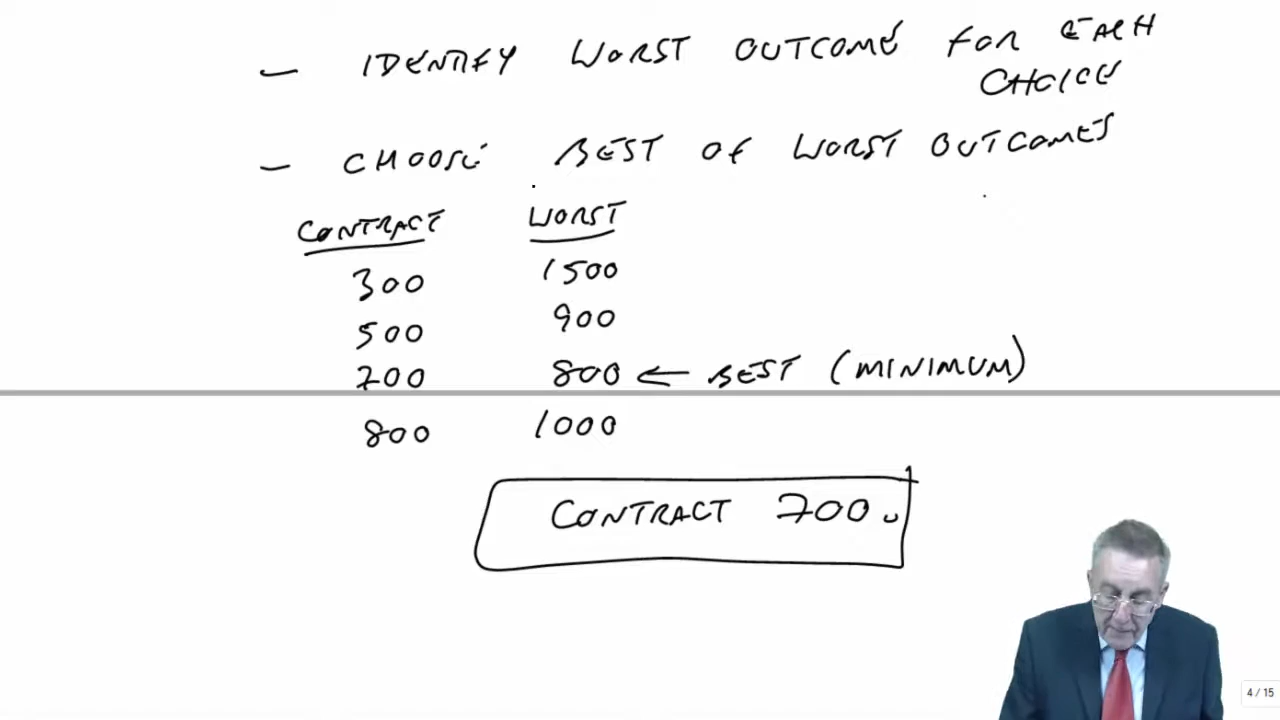 - IDENTIFY WORST OUTCOME FOR EACH
CHOICE
- CHOOSE BEST OF WORST OUTCOMES
CONTRACT WORST
300 1500
500 900
700 800 ← BEST (MINIMUM)
800 1000
CONTRACT 700
4 / 15